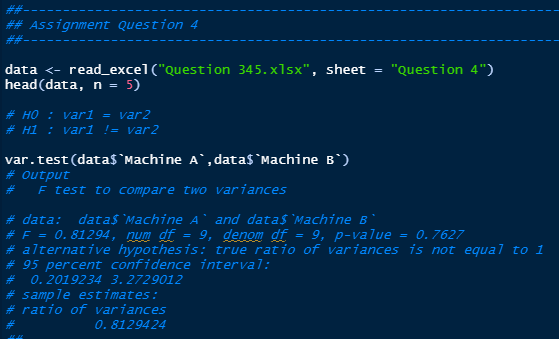 ##---------------------------------------------------------------------
## Assignment Question 4
##---------------------------------------------------------------------
data <- read_excel("Question 345.xlsx", sheet = "Question 4")
head(data, n = 5)
# H0 : var1 = var2
# H1 : var1 != var2
var.test(data$`Machine A`,data$`Machine B`)
# Output
#   F test to compare two variances
# data:  data$`Machine A` and data$`Machine B`
# F = 0.81294, num df = 9, denom df = 9, p-value = 0.7627
# alternative hypothesis: true ratio of variances is not equal to 1
# 95 percent confidence interval:
#  0.2019234 3.2729012
# sample estimates:
# ratio of variances
#          0.8129424
##